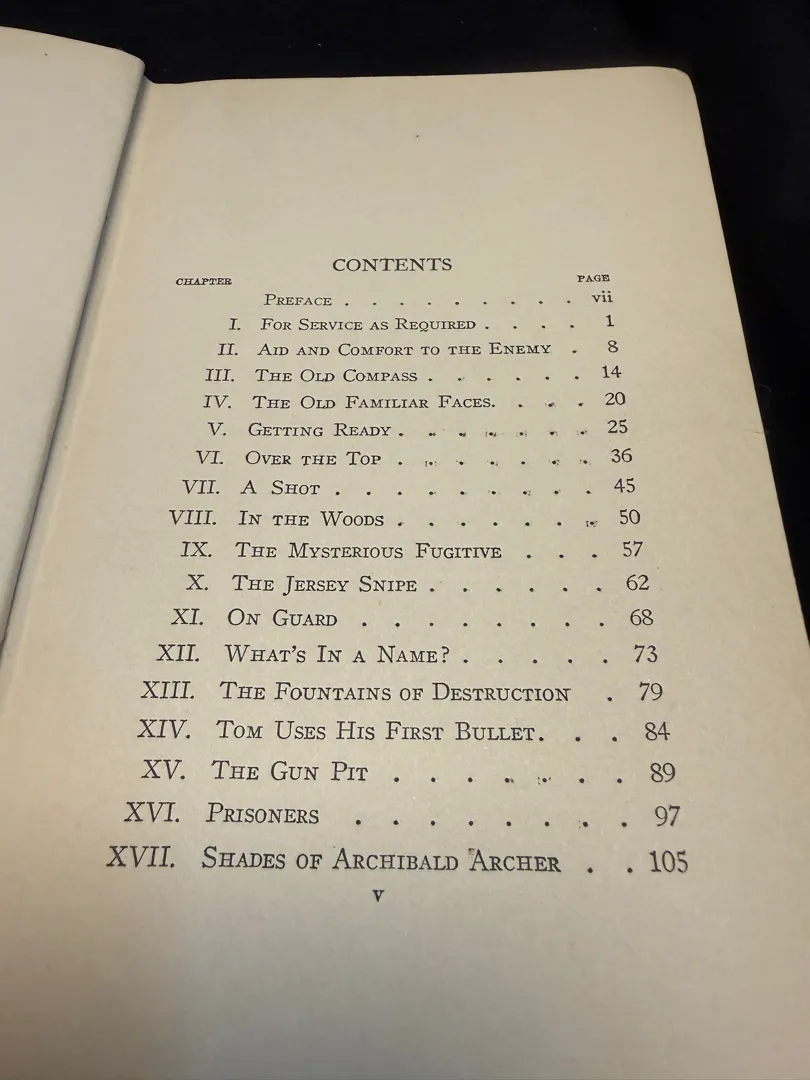 CONTENTS
CHAPTER PAGE
PREFACE . . . . . . . . . vii
I. FOR SERVICE AS REQUIRED . . . . 1
II. AID AND COMFORT TO THE ENEMY . 8
III. THE OLD COMPASS . . . . . . 14
IV. THE OLD FAMILIAR FACES. . . . 20
V. GETTING READY . . . . . . . 25
VI. OVER THE TOP . . . . . . . 36
VII. A SHOT . . . . . . . . . 45
VIII. IN THE WOODS . . . . . . . 50
IX. THE MYSTERIOUS FUGITIVE . . . 57
X. THE JERSEY SNIPE . . . . . . 62
XI. ON GUARD . . . . . . . . 68
XII. WHAT'S IN A NAME? . . . . . 73
XIII. THE FOUNTAINS OF DESTRUCTION . 79
XIV. TOM USES HIS FIRST BULLET. . . 84
XV. THE GUN PIT . . . . . . . 89
XVI. PRISONERS . . . . . . . . 97
XVII. SHADES OF ARCHIBALD ARCHER . . 105
v